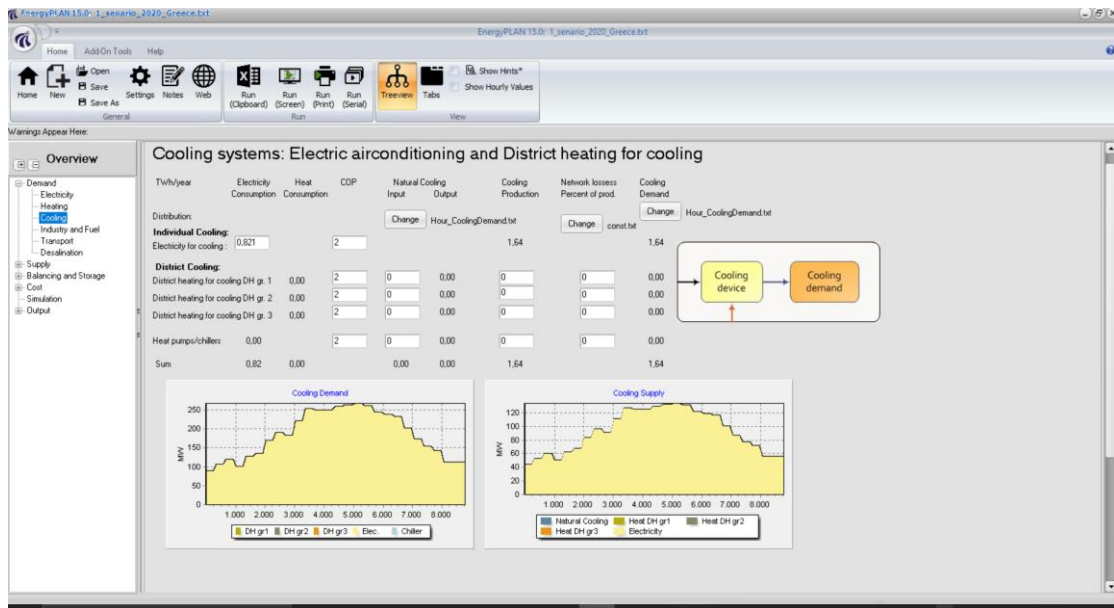 EnergyPLAN 15.0: 1_senario_2020_Greece.txt
EnergyPLAN 15.0: 1_senario_2020_Greece.txt
Home Add-On Tools Help
Home New Open Save Save As Settings Notes Web
General
Run (Clipboard) Run (Screen) Run (Print) Run (Serial)
Run
Treeview Tabs Show Hints* Show Hourly Values
View
Warnings Appear Here:
Overview
Demand
Electricity
Heating
Cooling
Industry and Fuel
Transport
Desalination
Supply
Balancing and Storage
Cost
Simulation
Output
Cooling systems: Electric airconditioning and District heating for cooling
TWh/year Electricity Consumption Heat Consumption COP Natural Cooling Input Output Cooling Production Network lossess Percent of prod. Cooling Demand
Distribution: Change Hour_CoolingDemand.txt Change const.txt Change Hour_CoolingDemand.txt
Individual Cooling:
Electricity for cooling : 0,821 2 1,64 1,64
District Cooling:
District heating for cooling DH gr. 1 0,00 2 0 0,00 0 0 0,00
District heating for cooling DH gr. 2 0,00 2 0 0,00 0 0 0,00
District heating for cooling DH gr. 3 0,00 2 0 0,00 0 0 0,00
Heat pumps/chillers 0,00 2 0 0,00 0 0 0,00
Sum 0,82 0,00 0,00 0,00 1,64 1,64
Cooling device
Cooling demand
Cooling Demand
MW
250
200
150
100
50
0
1.000 2.000 3.000 4.000 5.000 6.000 7.000 8.000
DH gr1 DH gr2 DH gr3 Elec. Chiller
Cooling Supply
MW
120
100
80
60
40
20
0
1.000 2.000 3.000 4.000 5.000 6.000 7.000 8.000
Natural Cooling Heat DH gr1 Heat DH gr2
Heat DH gr3 Electricity